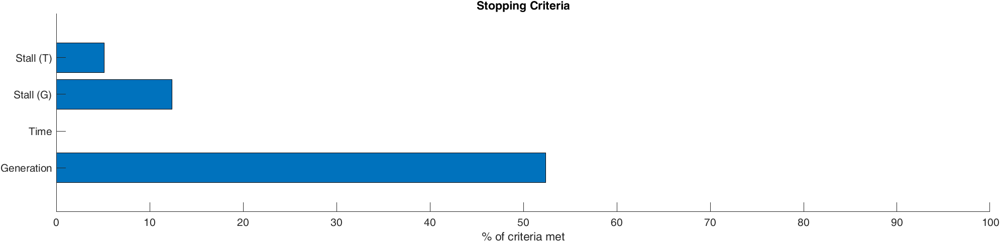 Stopping Criteria
Stall (T)
Stall (G)
Time
Generation
0 10 20 30 40 50 60 70 80 90 100
% of criteria met